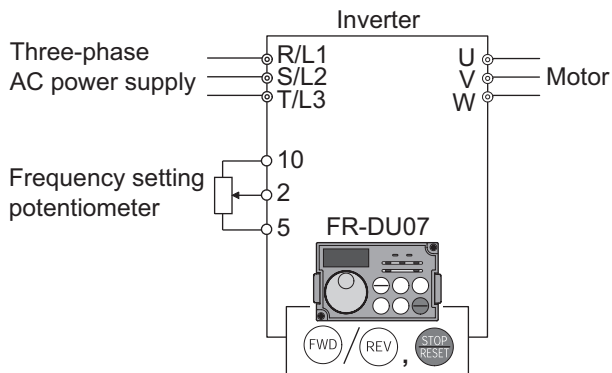 Inverter
Three-phase
AC power supply
R/L1
S/L2
T/L3
U
V
W
Motor
Frequency setting
potentiometer
10
2
5
FR-DU07
FWD / REV , STOP
RESET